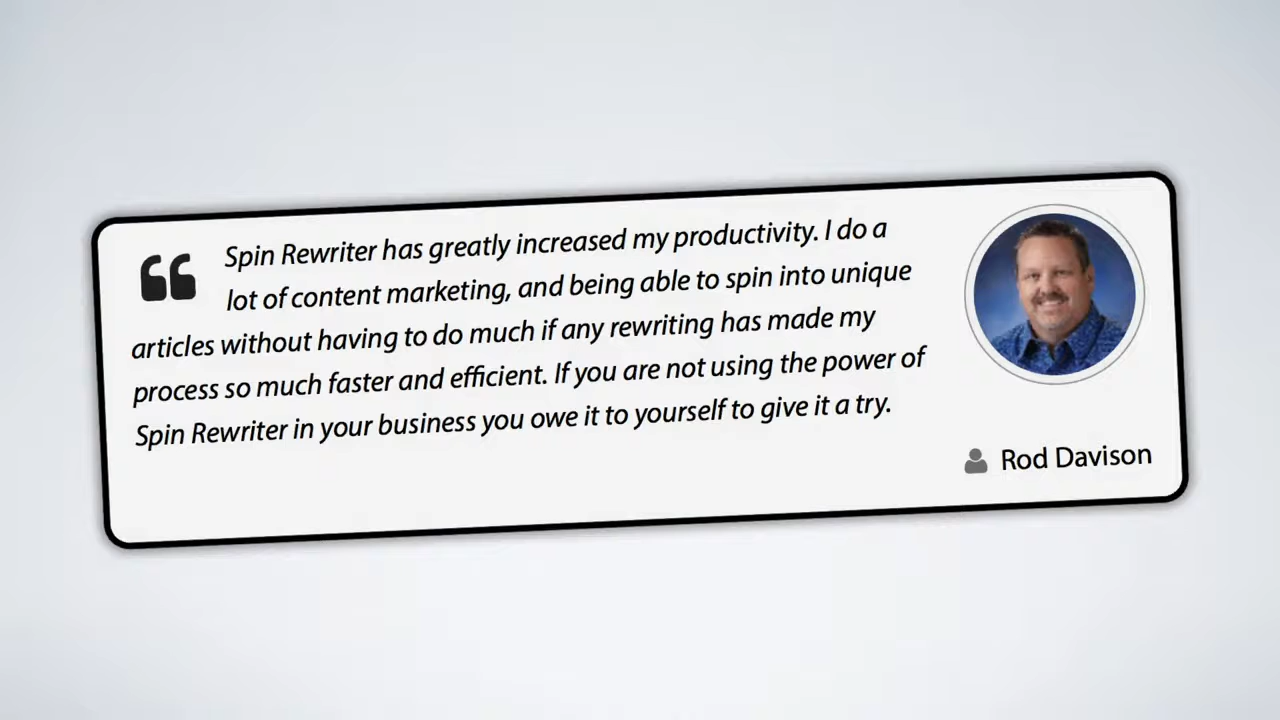 Spin Rewriter has greatly increased my productivity. I do a
lot of content marketing, and being able to spin into unique
articles without having to do much if any rewriting has made my
process so much faster and efficient. If you are not using the power of
Spin Rewriter in your business you owe it to yourself to give it a try.
Rod Davison